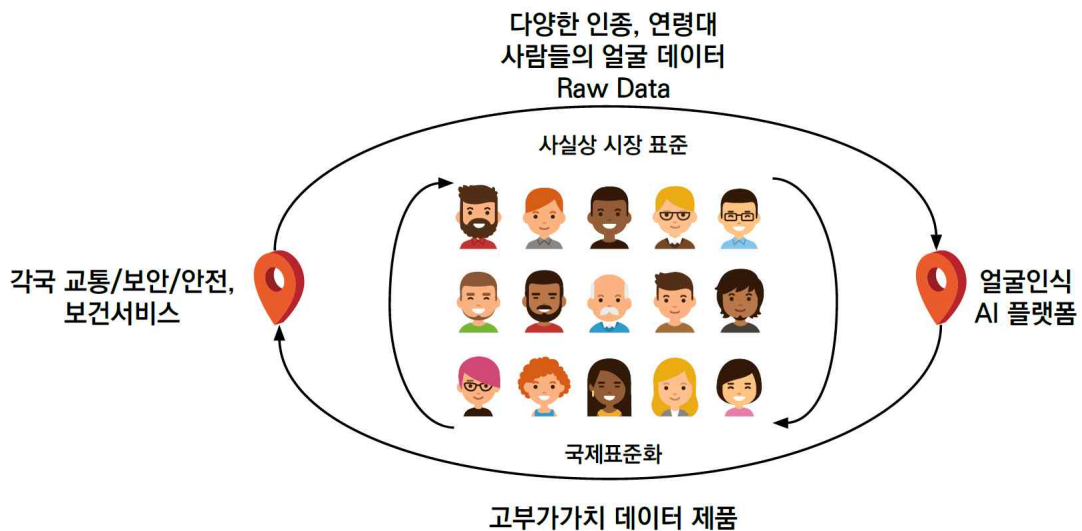 다양한 인종, 연령대
사람들의 얼굴 데이터
Raw Data
사실상 시장 표준
각국 교통/보안/안전,
보건서비스
얼굴인식
AI 플랫폼
국제표준화
고부가가치 데이터 제품